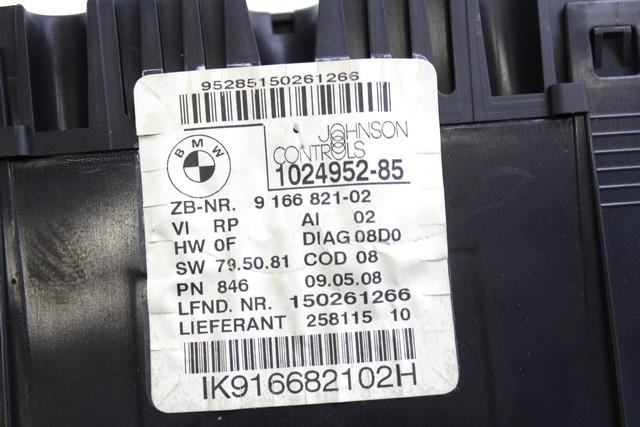 95285150261266
BMW
JOHNSON
CONTROLS
1024952-85
ZB-NR. 9 166 821-02
VI RP AI 02
HW 0F DIAG 08D0
SW 79.50.81 COD 08
PN 846 09.05.08
LFND. NR. 150261266
LIEFERANT 258115 10
IK916682102H